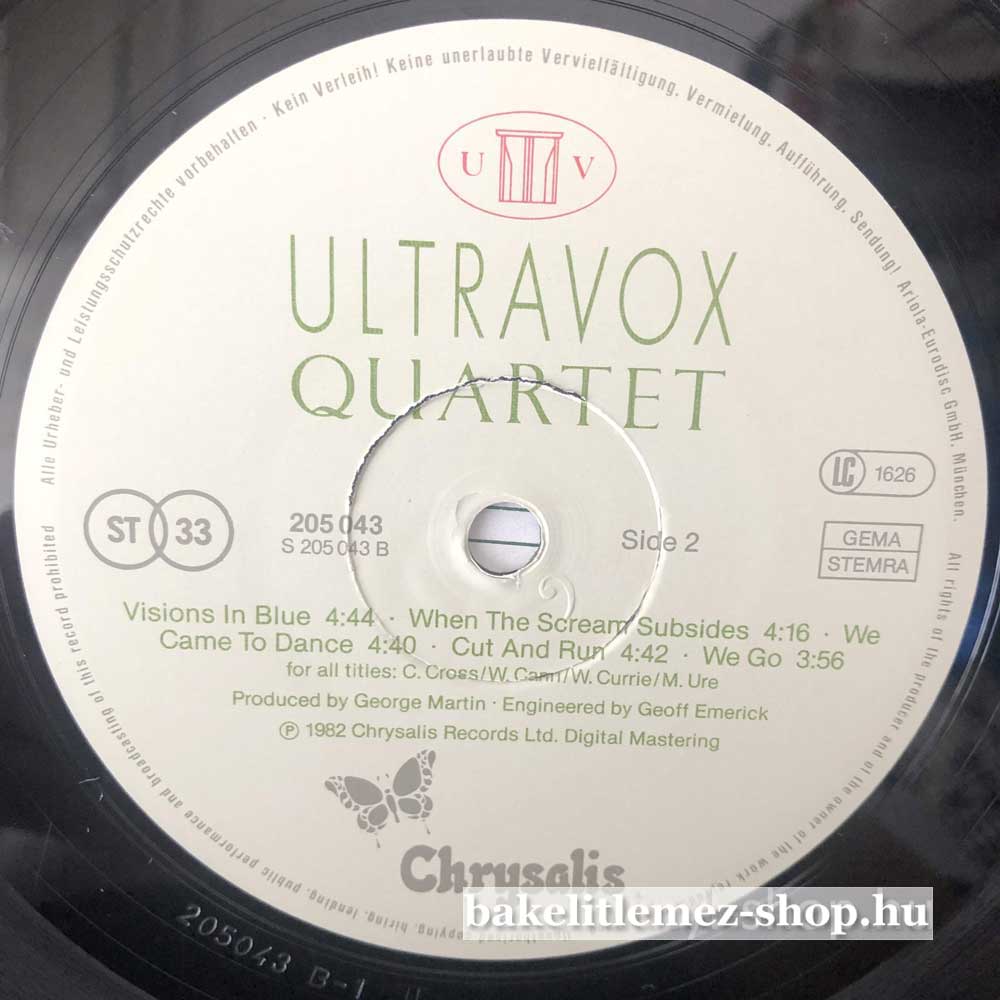 Alle Urheber- und Leistungsschutzrechte vorbehalten · Kein Verleih! Keine unerlaubte Vervielfältigung, Vermietung, Aufführung, Sendung! Ariola-Eurodisc GmbH. München.
U V
ULTRAVOX
QUARTET
LC 1626
ST 33
205 043
S 205 043 B
Side 2
GEMA
STEMRA
Visions In Blue 4:44 · When The Scream Subsides 4:16 · We
Came To Dance 4:40 · Cut And Run 4:42 · We Go 3:56
for all titles: C. Cross/W. Cann/W. Currie/M. Ure
Produced by George Martin · Engineered by Geoff Emerick
℗ 1982 Chrysalis Records Ltd. Digital Mastering
Chrysalis
All rights of the producer and of the owner of the work
copying, hiring, lending, public performance and broadcasting of this record prohibited
205043 B-1
bakelitlemez-shop.hu